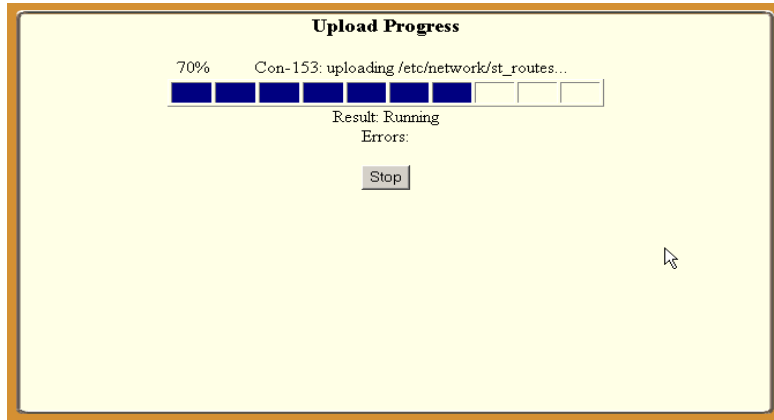 Upload Progress
70% Con-153: uploading /etc/network/st_routes...
Result: Running
Errors:
Stop